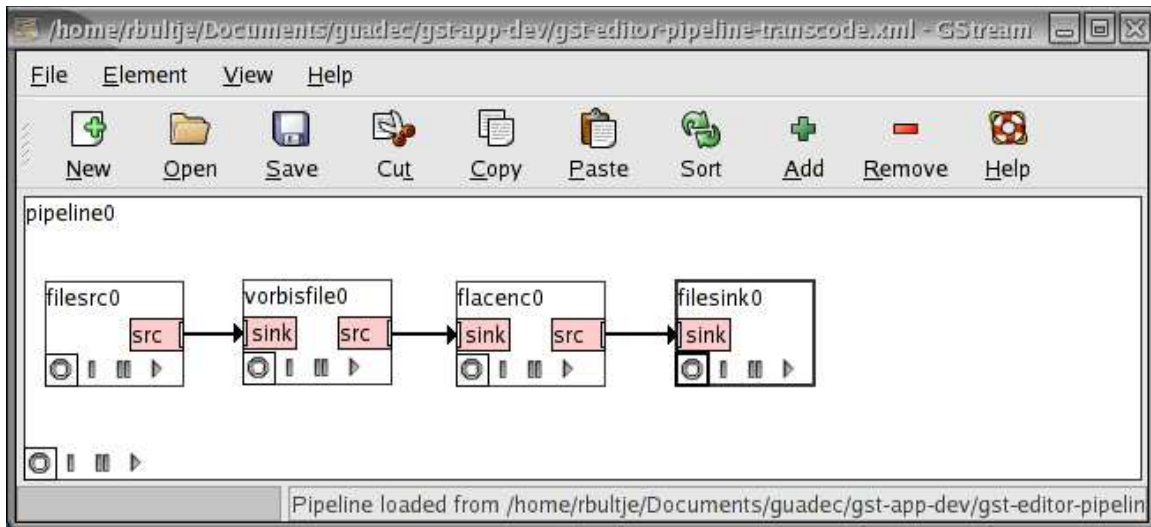 /home/rbultje/Documents/guadec/gst-app-dev/gst-editor-pipeline-transcode.xml - GStream
File Element View Help
New Open Save Cut Copy Paste Sort Add Remove Help
pipeline0
filesrc0 vorbisfile0 flacenc0 filesink0
src sink src sink src sink
Pipeline loaded from /home/rbultje/Documents/guadec/gst-app-dev/gst-editor-pipelin